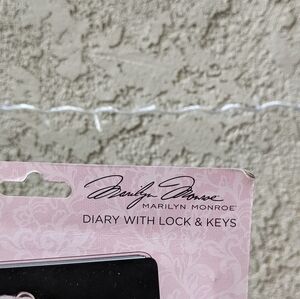 Marilyn Monroe
MARILYN MONROE
DIARY WITH LOCK & KEYS